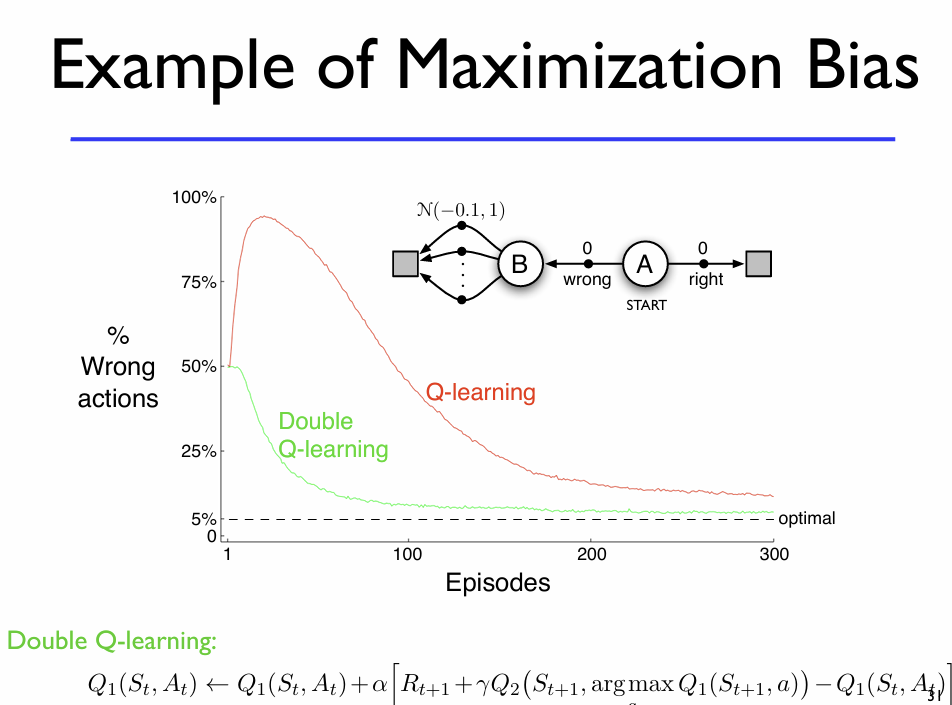 Example of Maximization Bias
100%
75%
50%
25%
5%
0
%
Wrong
actions
N(−0.1, 1)
B
0
wrong
A
START
0
right
Q-learning
Double
Q-learning
optimal
1 100 200 300
Episodes
Double Q-learning:
Q₁(Sₜ, Aₜ) ← Q₁(Sₜ, Aₜ)+α[Rₜ₊₁+γQ₂(Sₜ₊₁, arg max Q₁(Sₜ₊₁, a))−Q₁(Sₜ, Aₜ)]
31